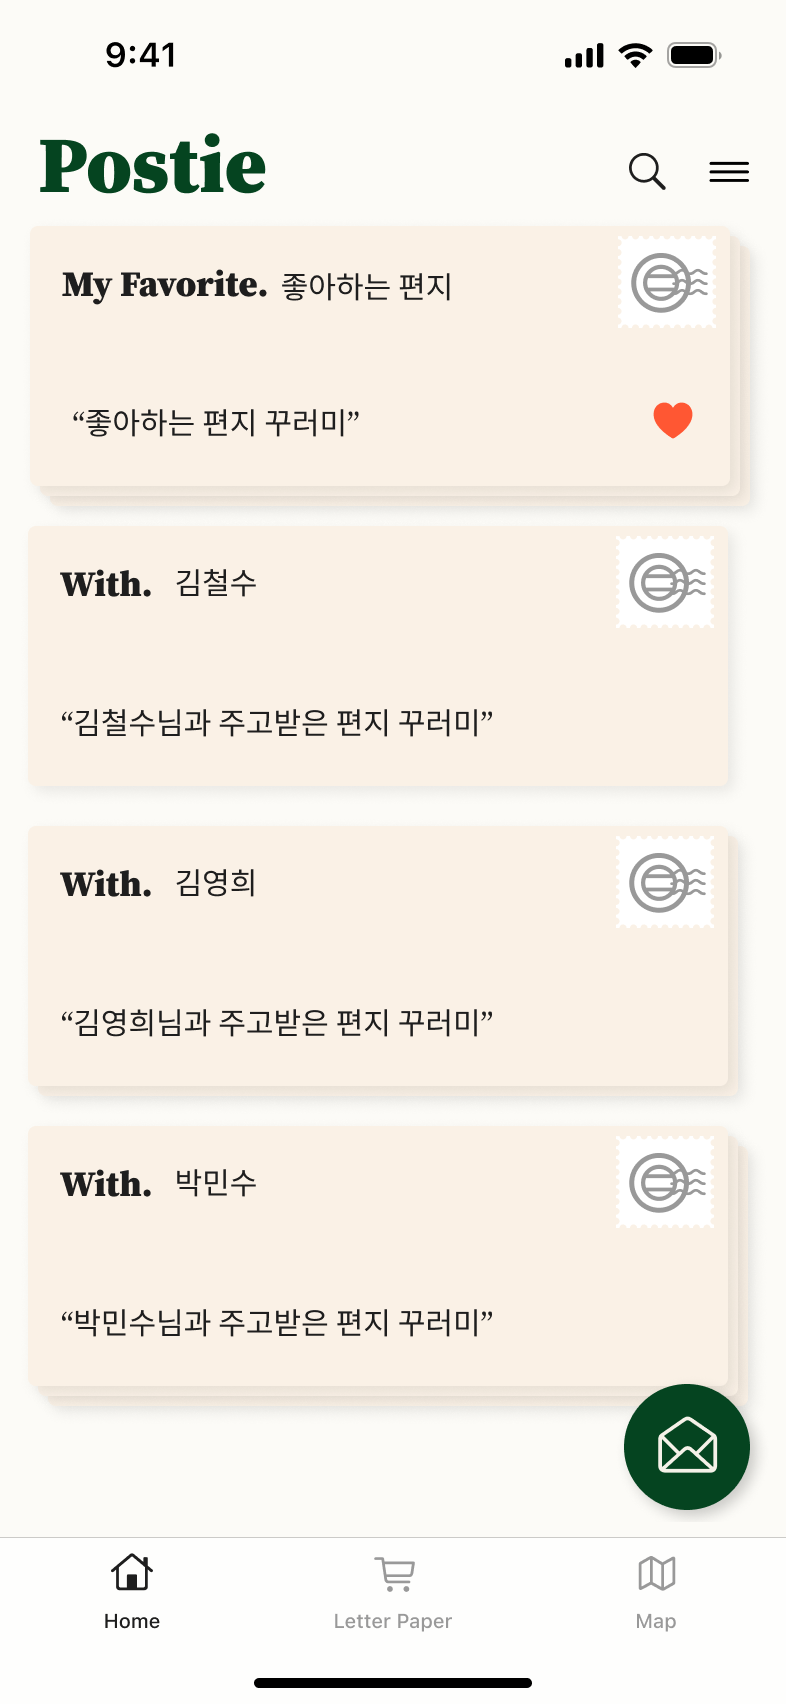 9:41
Postie
My Favorite. 좋아하는 편지
“좋아하는 편지 꾸러미”
With. 김철수
“김철수님과 주고받은 편지 꾸러미”
With. 김영희
“김영희님과 주고받은 편지 꾸러미”
With. 박민수
“박민수님과 주고받은 편지 꾸러미”
Home Letter Paper Map